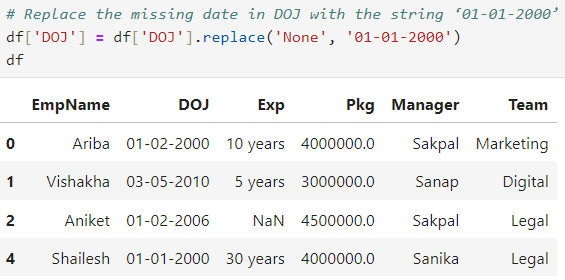 # Replace the missing date in DOJ with the string ‘01-01-2000’
df['DOJ'] = df['DOJ'].replace('None', '01-01-2000')
df
EmpName DOJ Exp Pkg Manager Team
0 Ariba 01-02-2000 10 years 4000000.0 Sakpal Marketing
1 Vishakha 03-05-2010 5 years 3000000.0 Sanap Digital
2 Aniket 01-02-2006 NaN 4500000.0 Sakpal Legal
4 Shailesh 01-01-2000 30 years 4000000.0 Sanika Legal